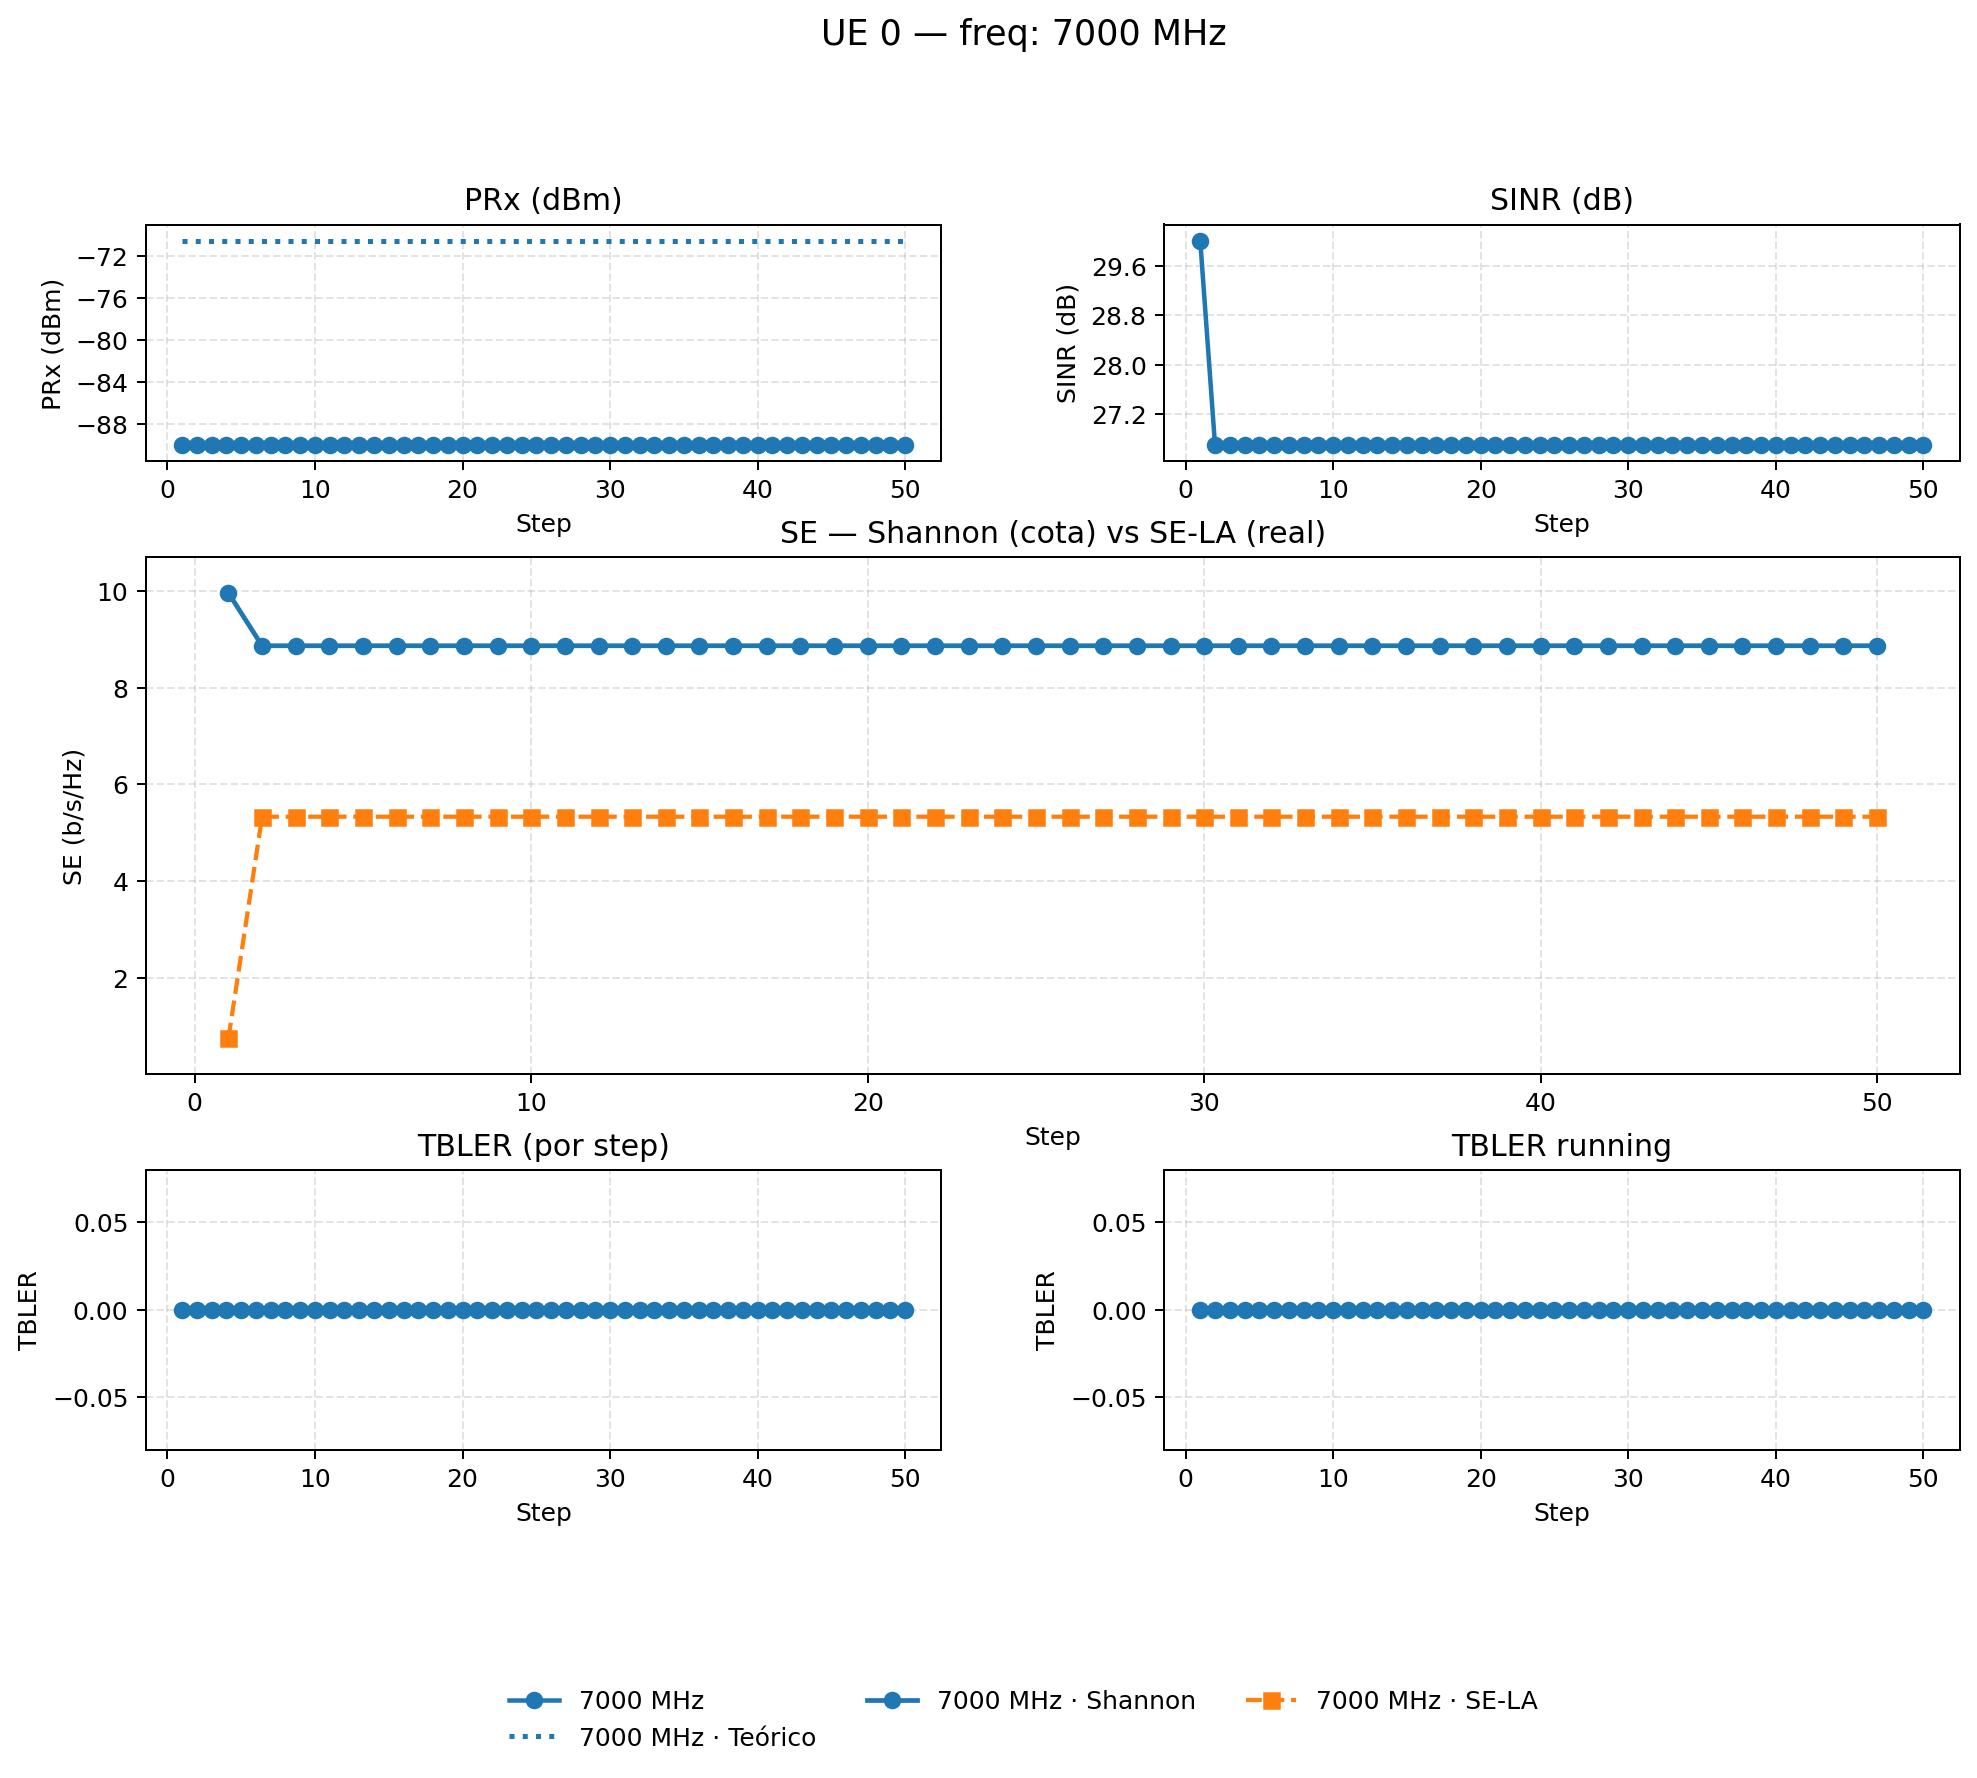 UE 0 — freq: 7000 MHz
PRx (dBm)
PRx (dBm)
−72
−76
−80
−84
−88
0 10 20 30 40 50
Step
SINR (dB)
SINR (dB)
29.6
28.8
28.0
27.2
0 10 20 30 40 50
Step
SE — Shannon (cota) vs SE-LA (real)
SE (b/s/Hz)
10
8
6
4
2
0 10 20 30 40 50
Step
TBLER (por step)
TBLER
0.05
0.00
−0.05
0 10 20 30 40 50
Step
TBLER running
TBLER
0.05
0.00
−0.05
0 10 20 30 40 50
Step
7000 MHz
7000 MHz · Teórico
7000 MHz · Shannon
7000 MHz · SE-LA